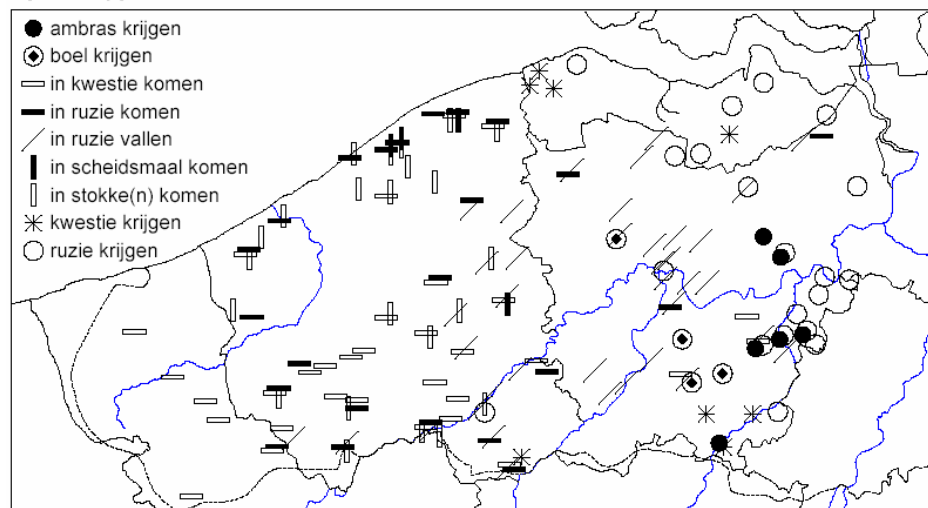 ambras krijgen
boel krijgen
in kwestie komen
in ruzie komen
in ruzie vallen
in scheidsmaal komen
in stokke(n) komen
kwestie krijgen
ruzie krijgen